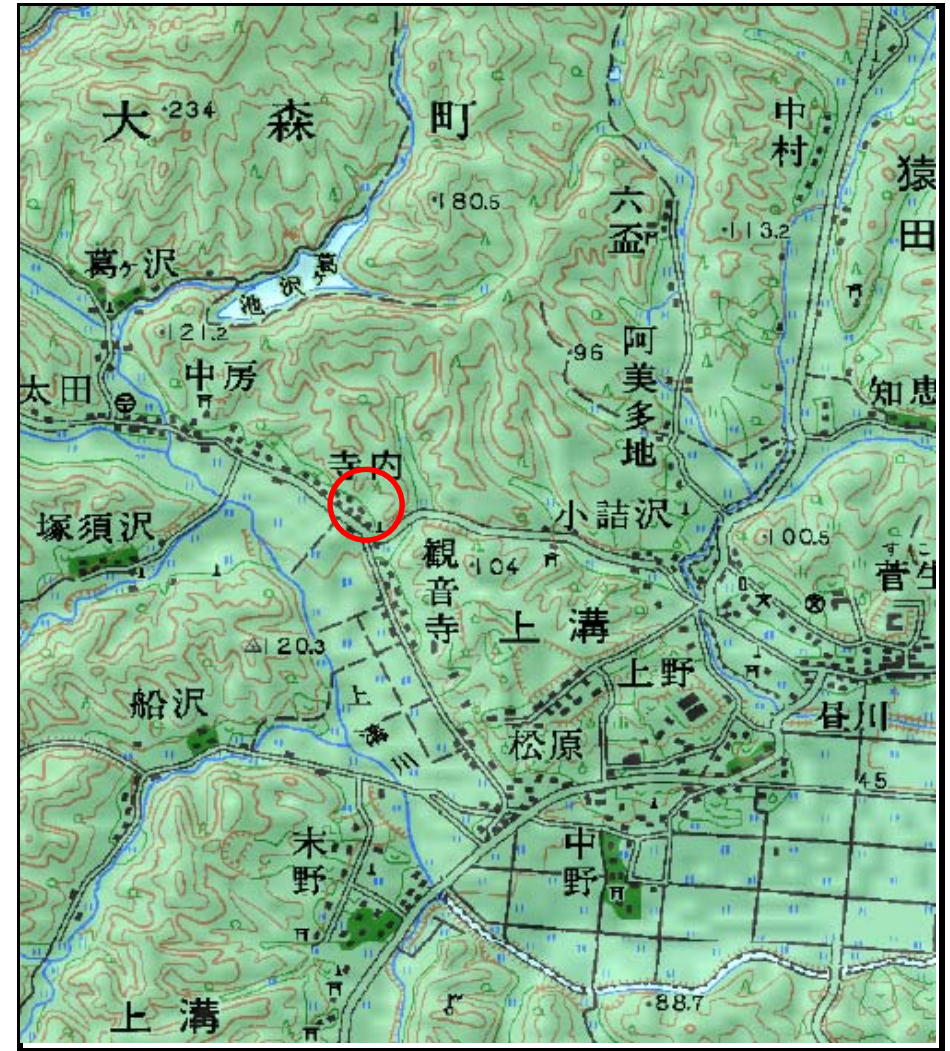 大森町
・234
中村
猿田
・180.5
六盃
・113.2
葛ヶ沢
葛沢池
・121.2
・96
阿美多地
太田
中房
知恵
寺内
塚須沢
小詰沢
・100.5
観音寺
・104
菅生
上溝
120.3
上野
船沢
上溝川
昼川
松原
45
末野
中野
上溝
・88.7